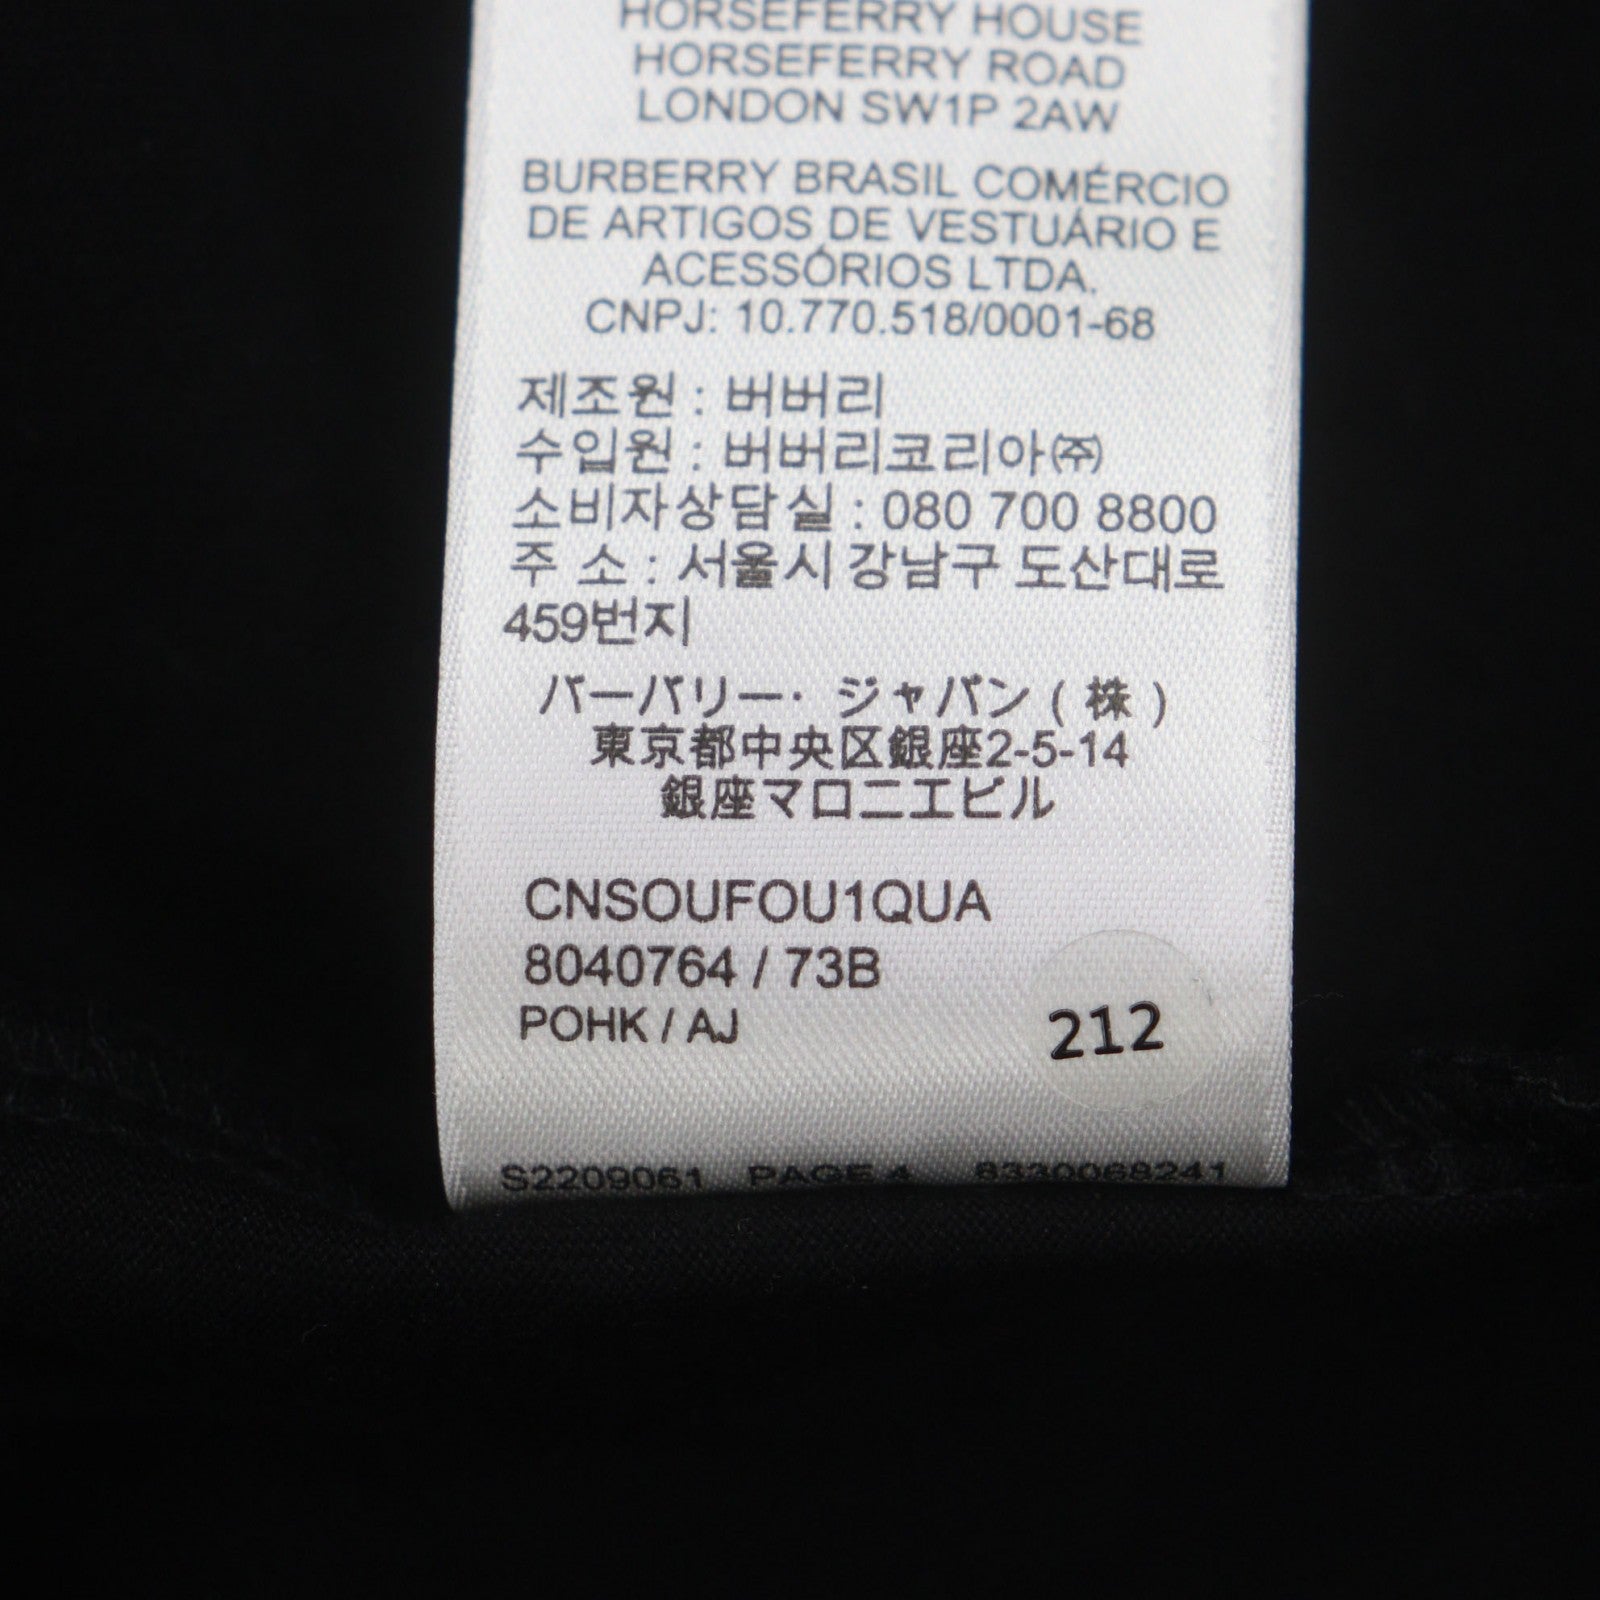 HORSEFERRY HOUSE
HORSEFERRY ROAD
LONDON SW1P 2AW
BURBERRY BRASIL COMÉRCIO
DE ARTIGOS DE VESTUÁRIO E
ACESSÓRIOS LTDA.
CNPJ: 10.770.518/0001-68
제조원 : 버버리
수입원 : 버버리코리아㈜
소비자상담실 : 080 700 8800
주 소 : 서울시 강남구 도산대로
459번지
バーバリー· ジャパン ( 株 )
東京都中央区銀座2-5-14
銀座マロニエビル
CNSOUFOU1QUA
8040764 / 73B
POHK / AJ
212
S2209061 PAGE 4 8330068241